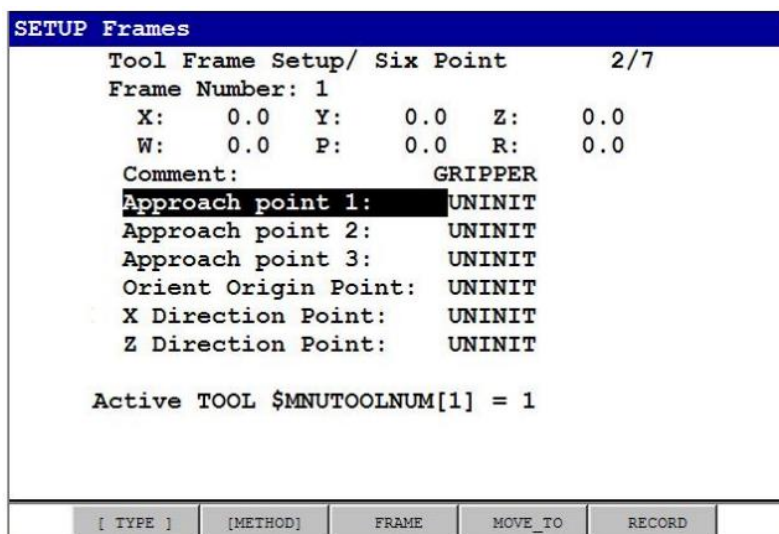 SETUP Frames
Tool Frame Setup/ Six Point 2/7
Frame Number: 1
X: 0.0 Y: 0.0 Z: 0.0
W: 0.0 P: 0.0 R: 0.0
Comment: GRIPPER
Approach point 1: UNINIT
Approach point 2: UNINIT
Approach point 3: UNINIT
Orient Origin Point: UNINIT
X Direction Point: UNINIT
Z Direction Point: UNINIT
Active TOOL $MNUTOOLNUM[1] = 1
[ TYPE ] [METHOD] FRAME MOVE_TO RECORD